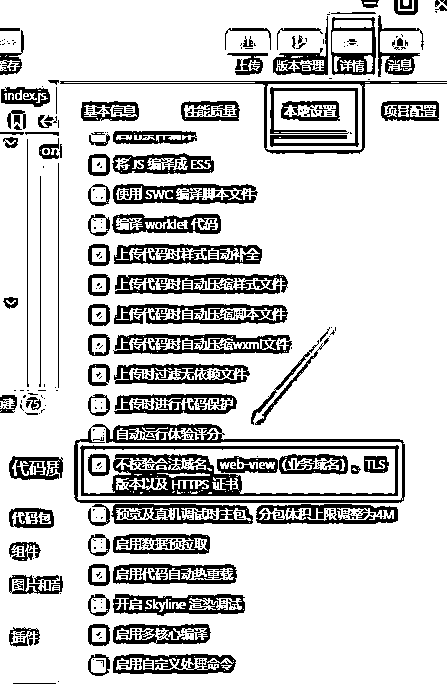 上传 版本管理 详情 消息
index.js
基本信息 性能质量 本地设置 项目配置
将 JS 编译成 ES5
使用 SWC 编译脚本文件
编译 worklet 代码
上传代码时样式自动补全
上传代码时自动压缩样式文件
上传代码时自动压缩脚本文件
上传代码时自动压缩wxml文件
上传时过滤无依赖文件
上传时进行代码保护
75
自动运行体验评分
不校验合法域名、web-view（业务域名）、TLS
版本以及 HTTPS 证书
代码包
预览及真机调试时主包、分包体积上限调整为4M
组件
启用数据预拉取
启用代码自动热重载
图片和音
开启 Skyline 渲染调试
插件
启用多核心编译
启用自定义处理命令